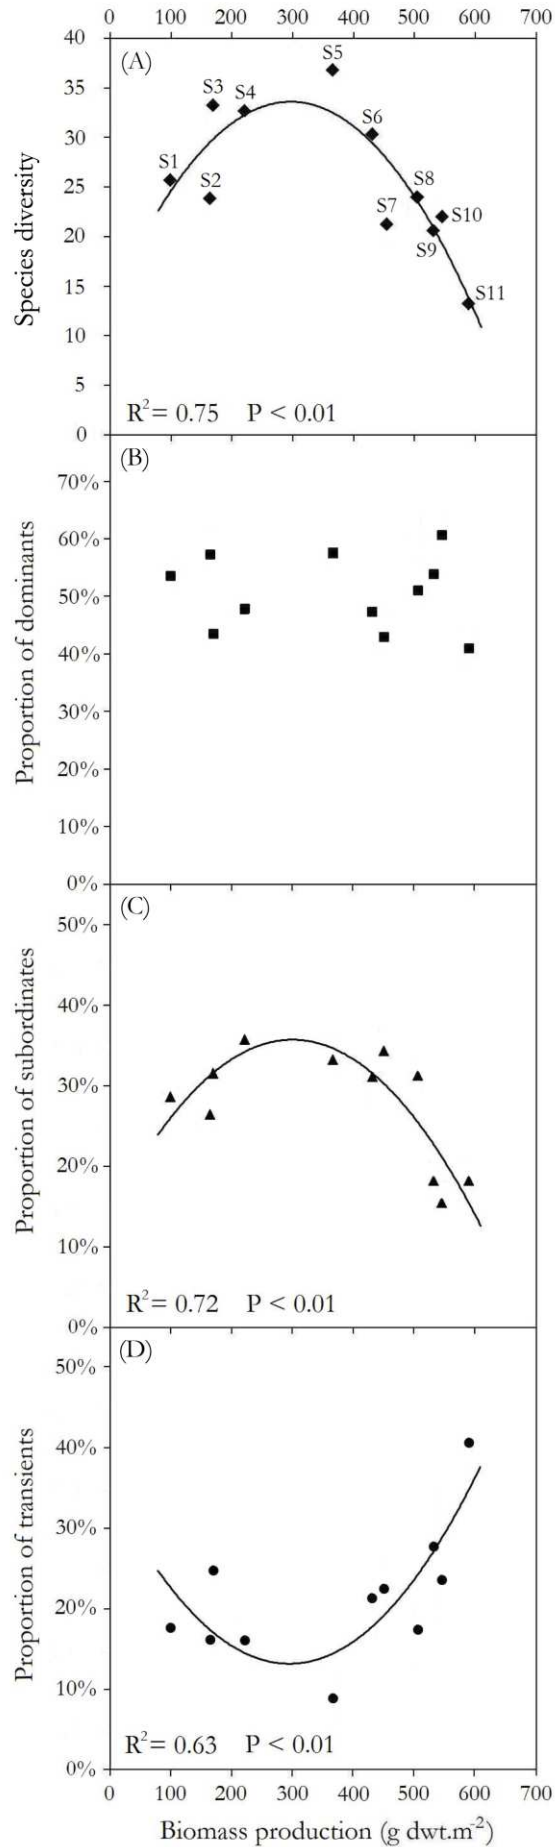 0 100 200 300 400 500 600 700
40
(A)
S5
35
S3
S4
S6
30
S1
S2
S8
25
S7
S10
20
S9
S11
15
10
5
R²= 0.75 P < 0.01
0
Species diversity
(B)
70%
60%
50%
40%
30%
20%
10%
0%
Proportion of dominants
(C)
50%
40%
30%
20%
10%
R²= 0.72 P < 0.01
0%
Proportion of subordinates
(D)
50%
40%
30%
20%
10%
R²= 0.63 P < 0.01
0%
Proportion of transients
0 100 200 300 400 500 600 700
Biomass production (g dwt.m⁻²)